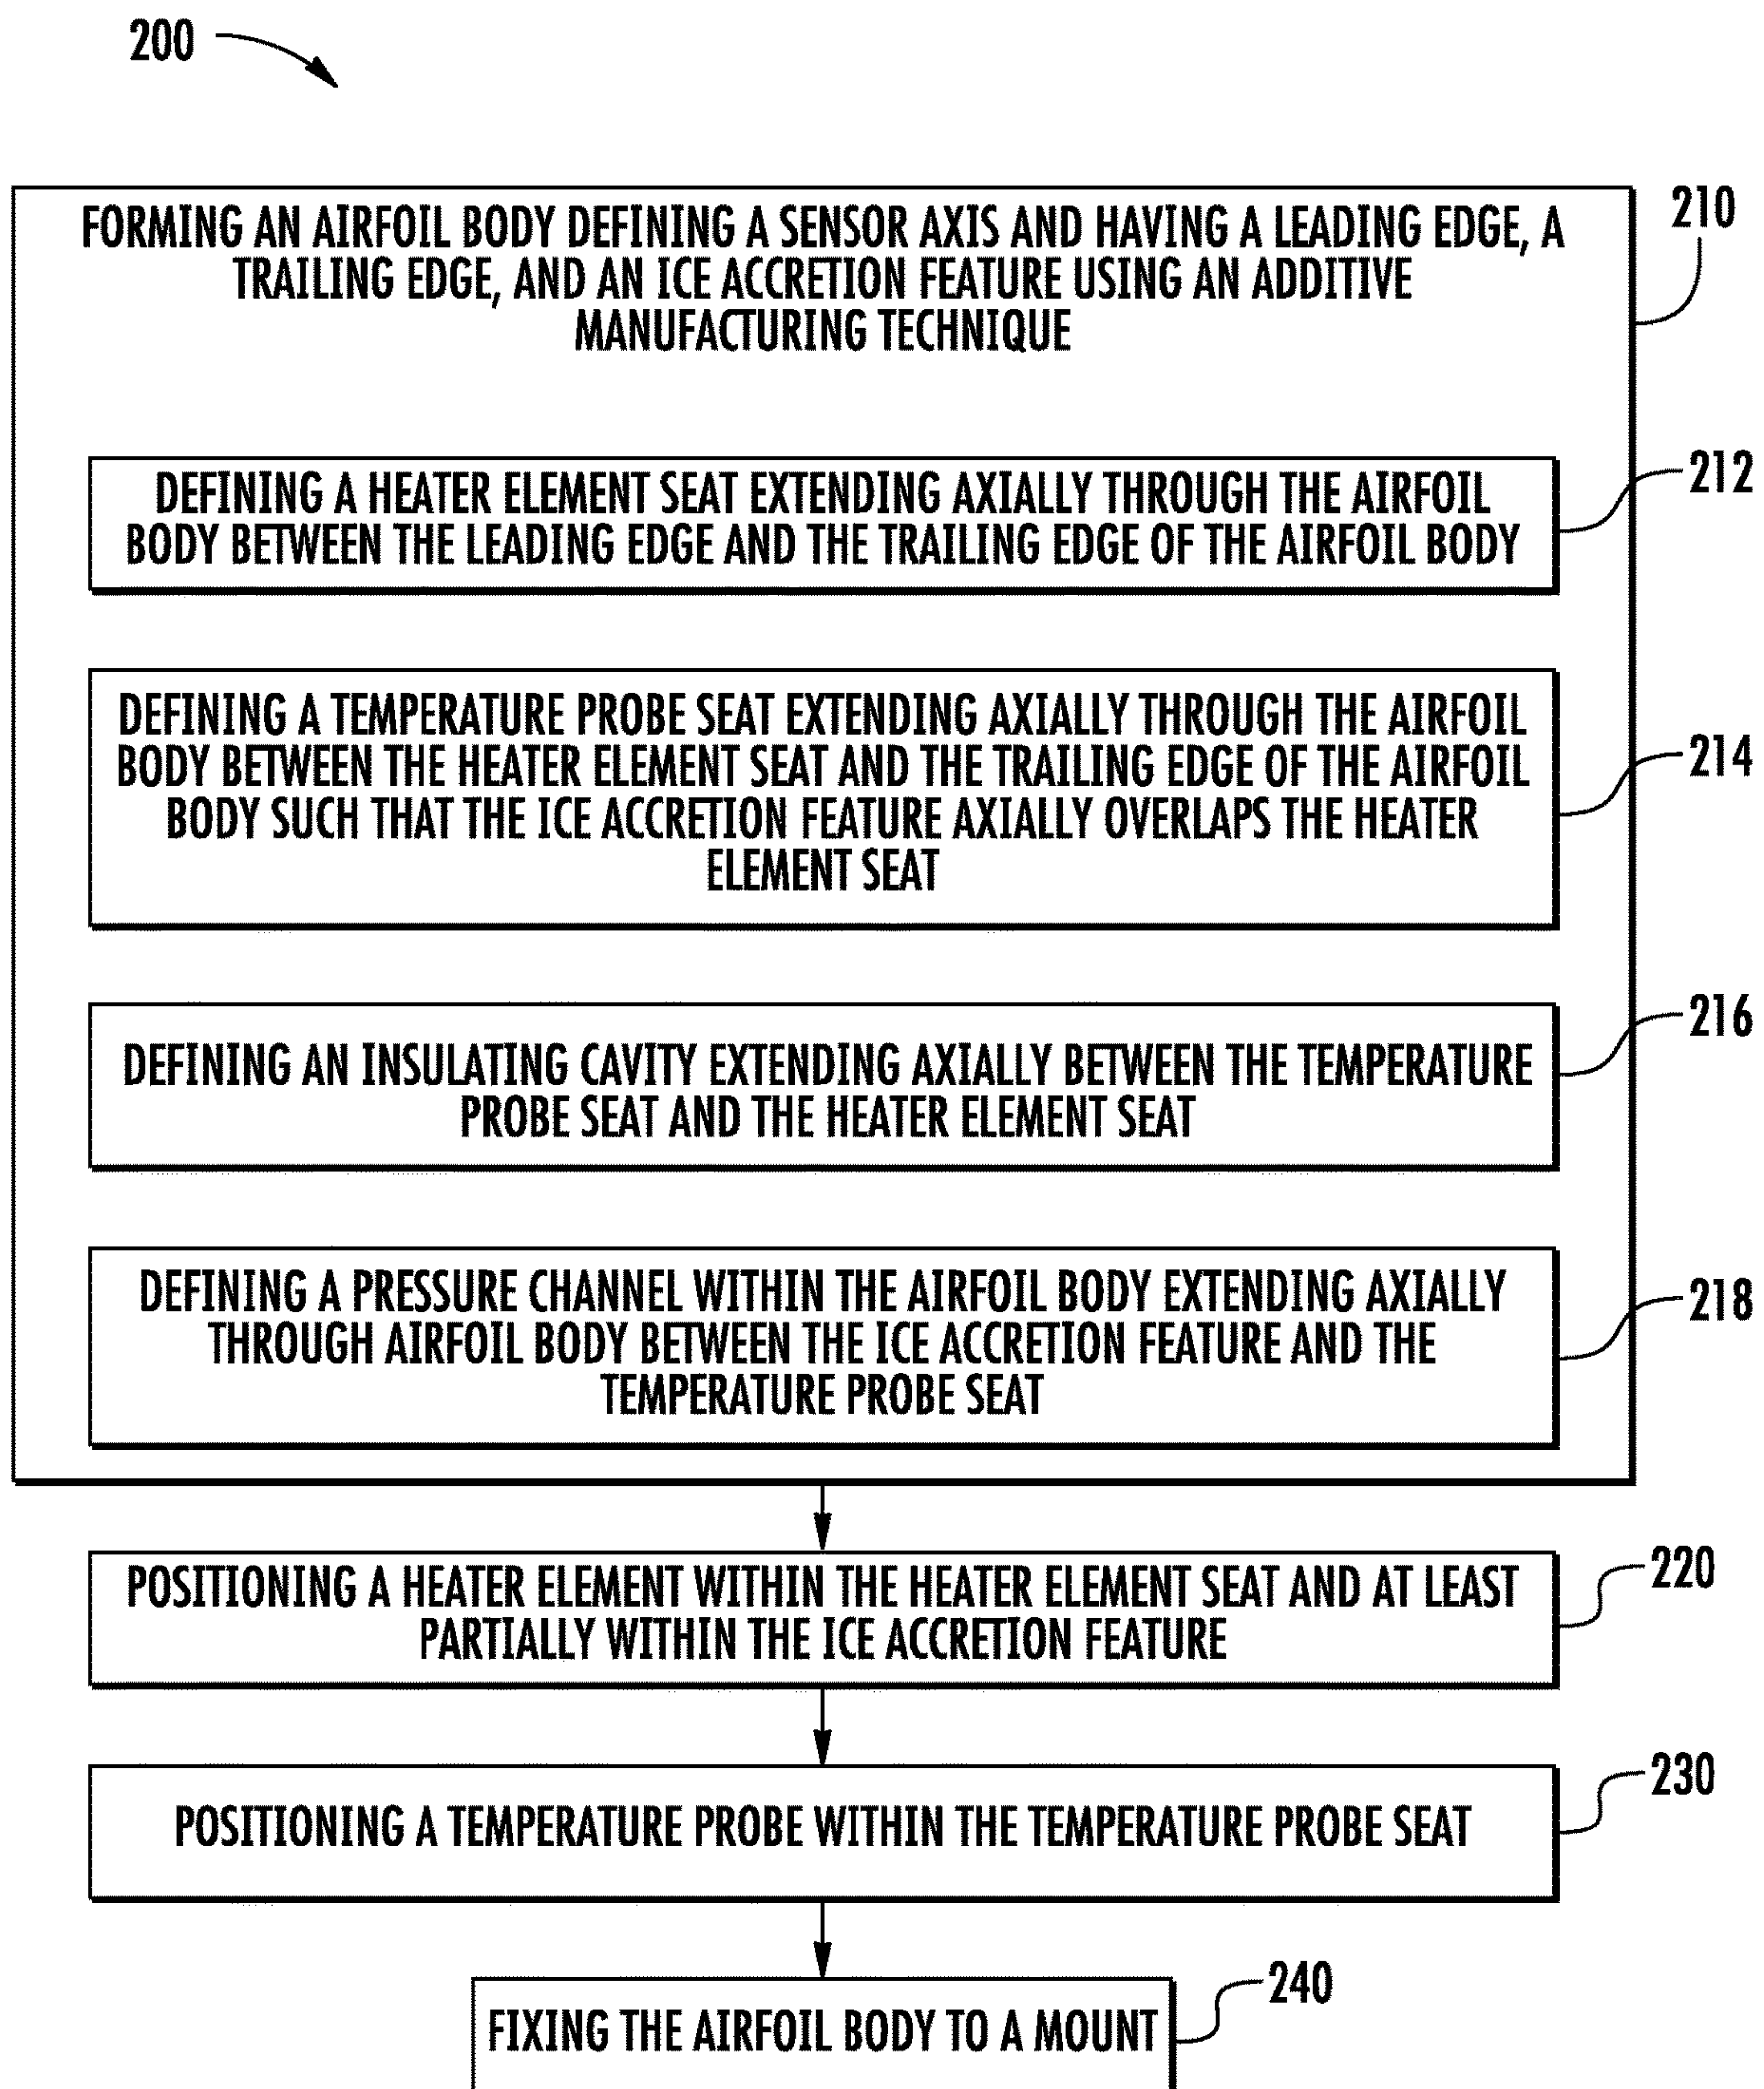 200
FORMING AN AIRFOIL BODY DEFINING A SENSOR AXIS AND HAVING A LEADING EDGE, A
TRAILING EDGE, AND AN ICE ACCRETION FEATURE USING AN ADDITIVE
MANUFACTURING TECHNIQUE
210
DEFINING A HEATER ELEMENT SEAT EXTENDING AXIALLY THROUGH THE AIRFOIL
BODY BETWEEN THE LEADING EDGE AND THE TRAILING EDGE OF THE AIRFOIL BODY
212
DEFINING A TEMPERATURE PROBE SEAT EXTENDING AXIALLY THROUGH THE AIRFOIL
BODY BETWEEN THE HEATER ELEMENT SEAT AND THE TRAILING EDGE OF THE AIRFOIL
BODY SUCH THAT THE ICE ACCRETION FEATURE AXIALLY OVERLAPS THE HEATER
ELEMENT SEAT
214
DEFINING AN INSULATING CAVITY EXTENDING AXIALLY BETWEEN THE TEMPERATURE
PROBE SEAT AND THE HEATER ELEMENT SEAT
216
DEFINING A PRESSURE CHANNEL WITHIN THE AIRFOIL BODY EXTENDING AXIALLY
THROUGH AIRFOIL BODY BETWEEN THE ICE ACCRETION FEATURE AND THE
TEMPERATURE PROBE SEAT
218
POSITIONING A HEATER ELEMENT WITHIN THE HEATER ELEMENT SEAT AND AT LEAST
PARTIALLY WITHIN THE ICE ACCRETION FEATURE
220
POSITIONING A TEMPERATURE PROBE WITHIN THE TEMPERATURE PROBE SEAT
230
FIXING THE AIRFOIL BODY TO A MOUNT
240